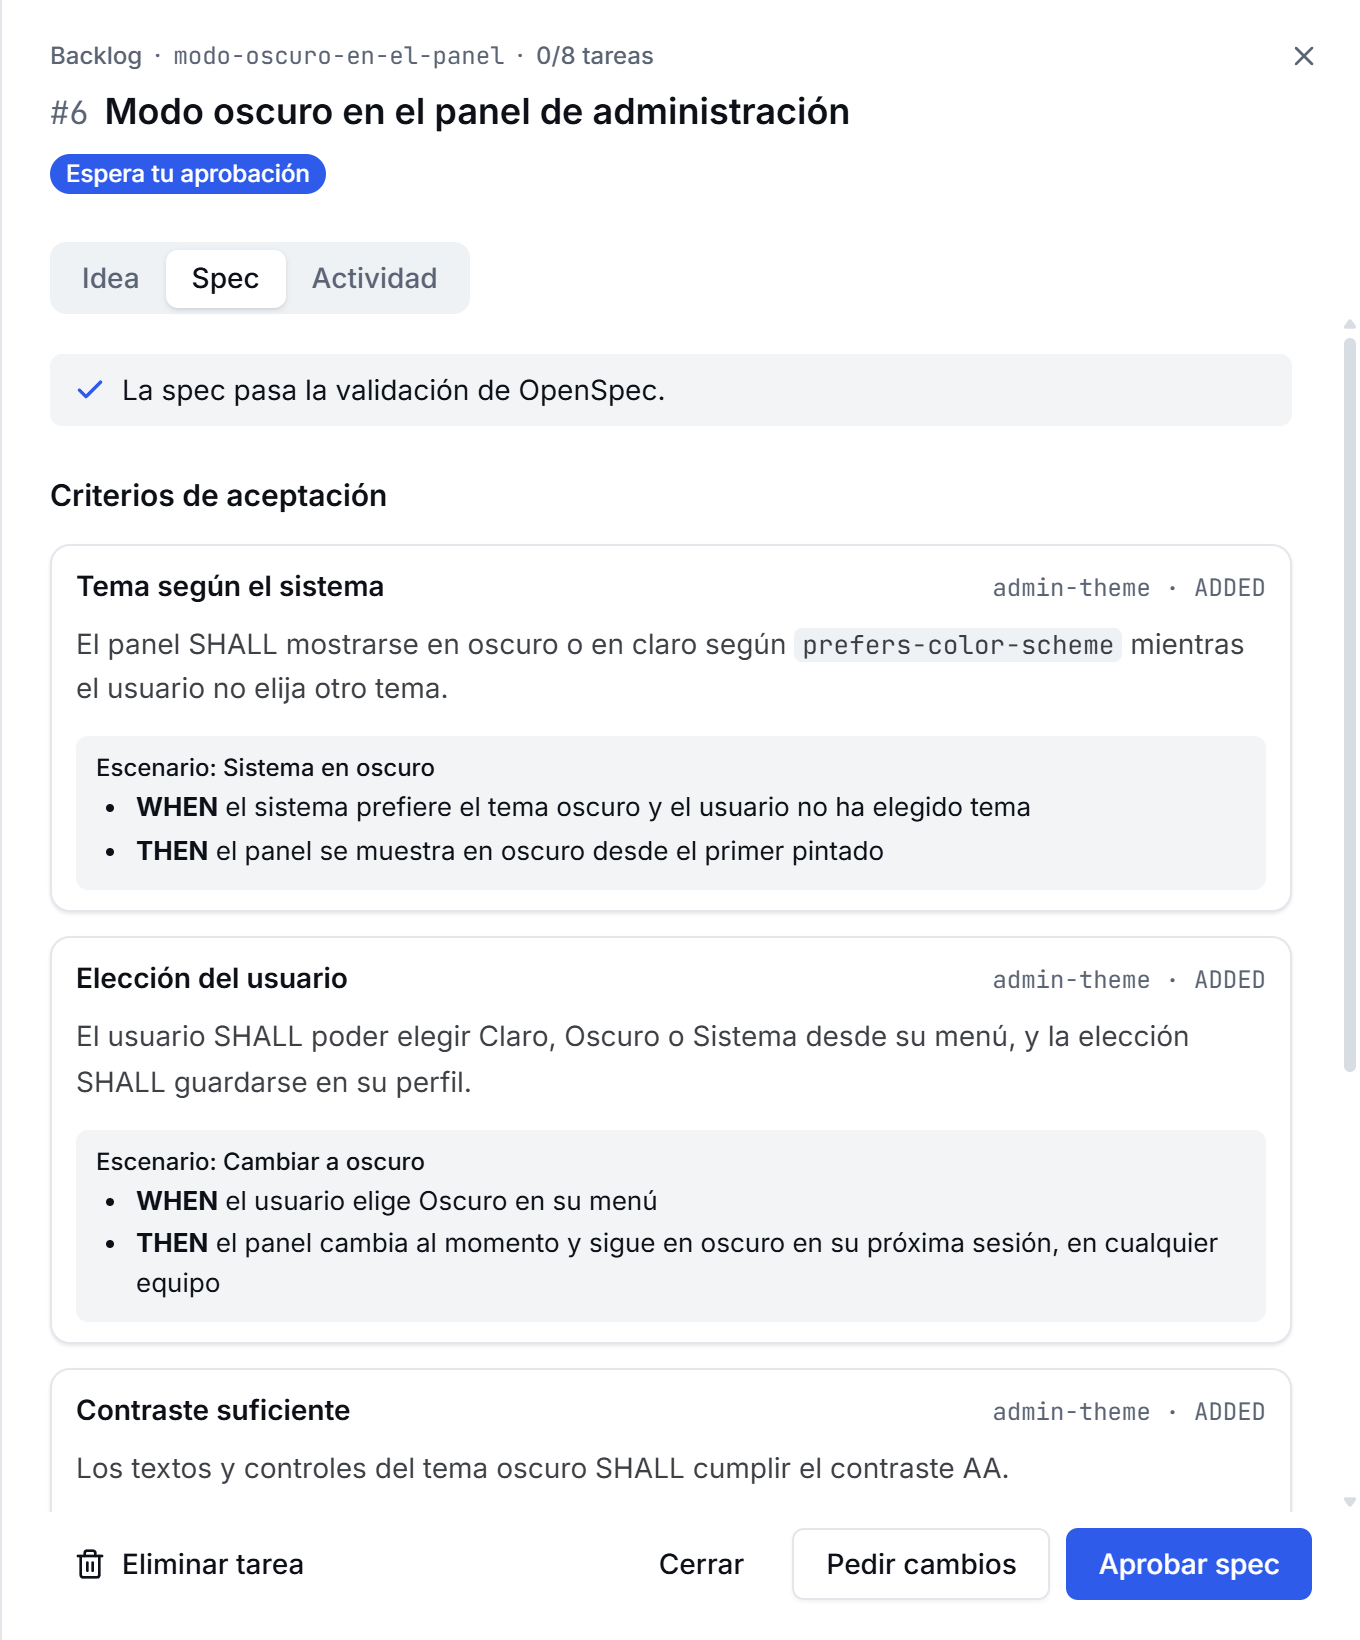 Backlog · modo-oscuro-en-el-panel · 0/8 tareas
#6 Modo oscuro en el panel de administración
Espera tu aprobación
Idea Spec Actividad
La spec pasa la validación de OpenSpec.
Criterios de aceptación
Tema según el sistema admin-theme · ADDED
El panel SHALL mostrarse en oscuro o en claro según prefers-color-scheme mientras
el usuario no elija otro tema.
Escenario: Sistema en oscuro
• WHEN el sistema prefiere el tema oscuro y el usuario no ha elegido tema
• THEN el panel se muestra en oscuro desde el primer pintado
Elección del usuario admin-theme · ADDED
El usuario SHALL poder elegir Claro, Oscuro o Sistema desde su menú, y la elección
SHALL guardarse en su perfil.
Escenario: Cambiar a oscuro
• WHEN el usuario elige Oscuro en su menú
• THEN el panel cambia al momento y sigue en oscuro en su próxima sesión, en cualquier
equipo
Contraste suficiente admin-theme · ADDED
Los textos y controles del tema oscuro SHALL cumplir el contraste AA.
Eliminar tarea Cerrar Pedir cambios Aprobar spec